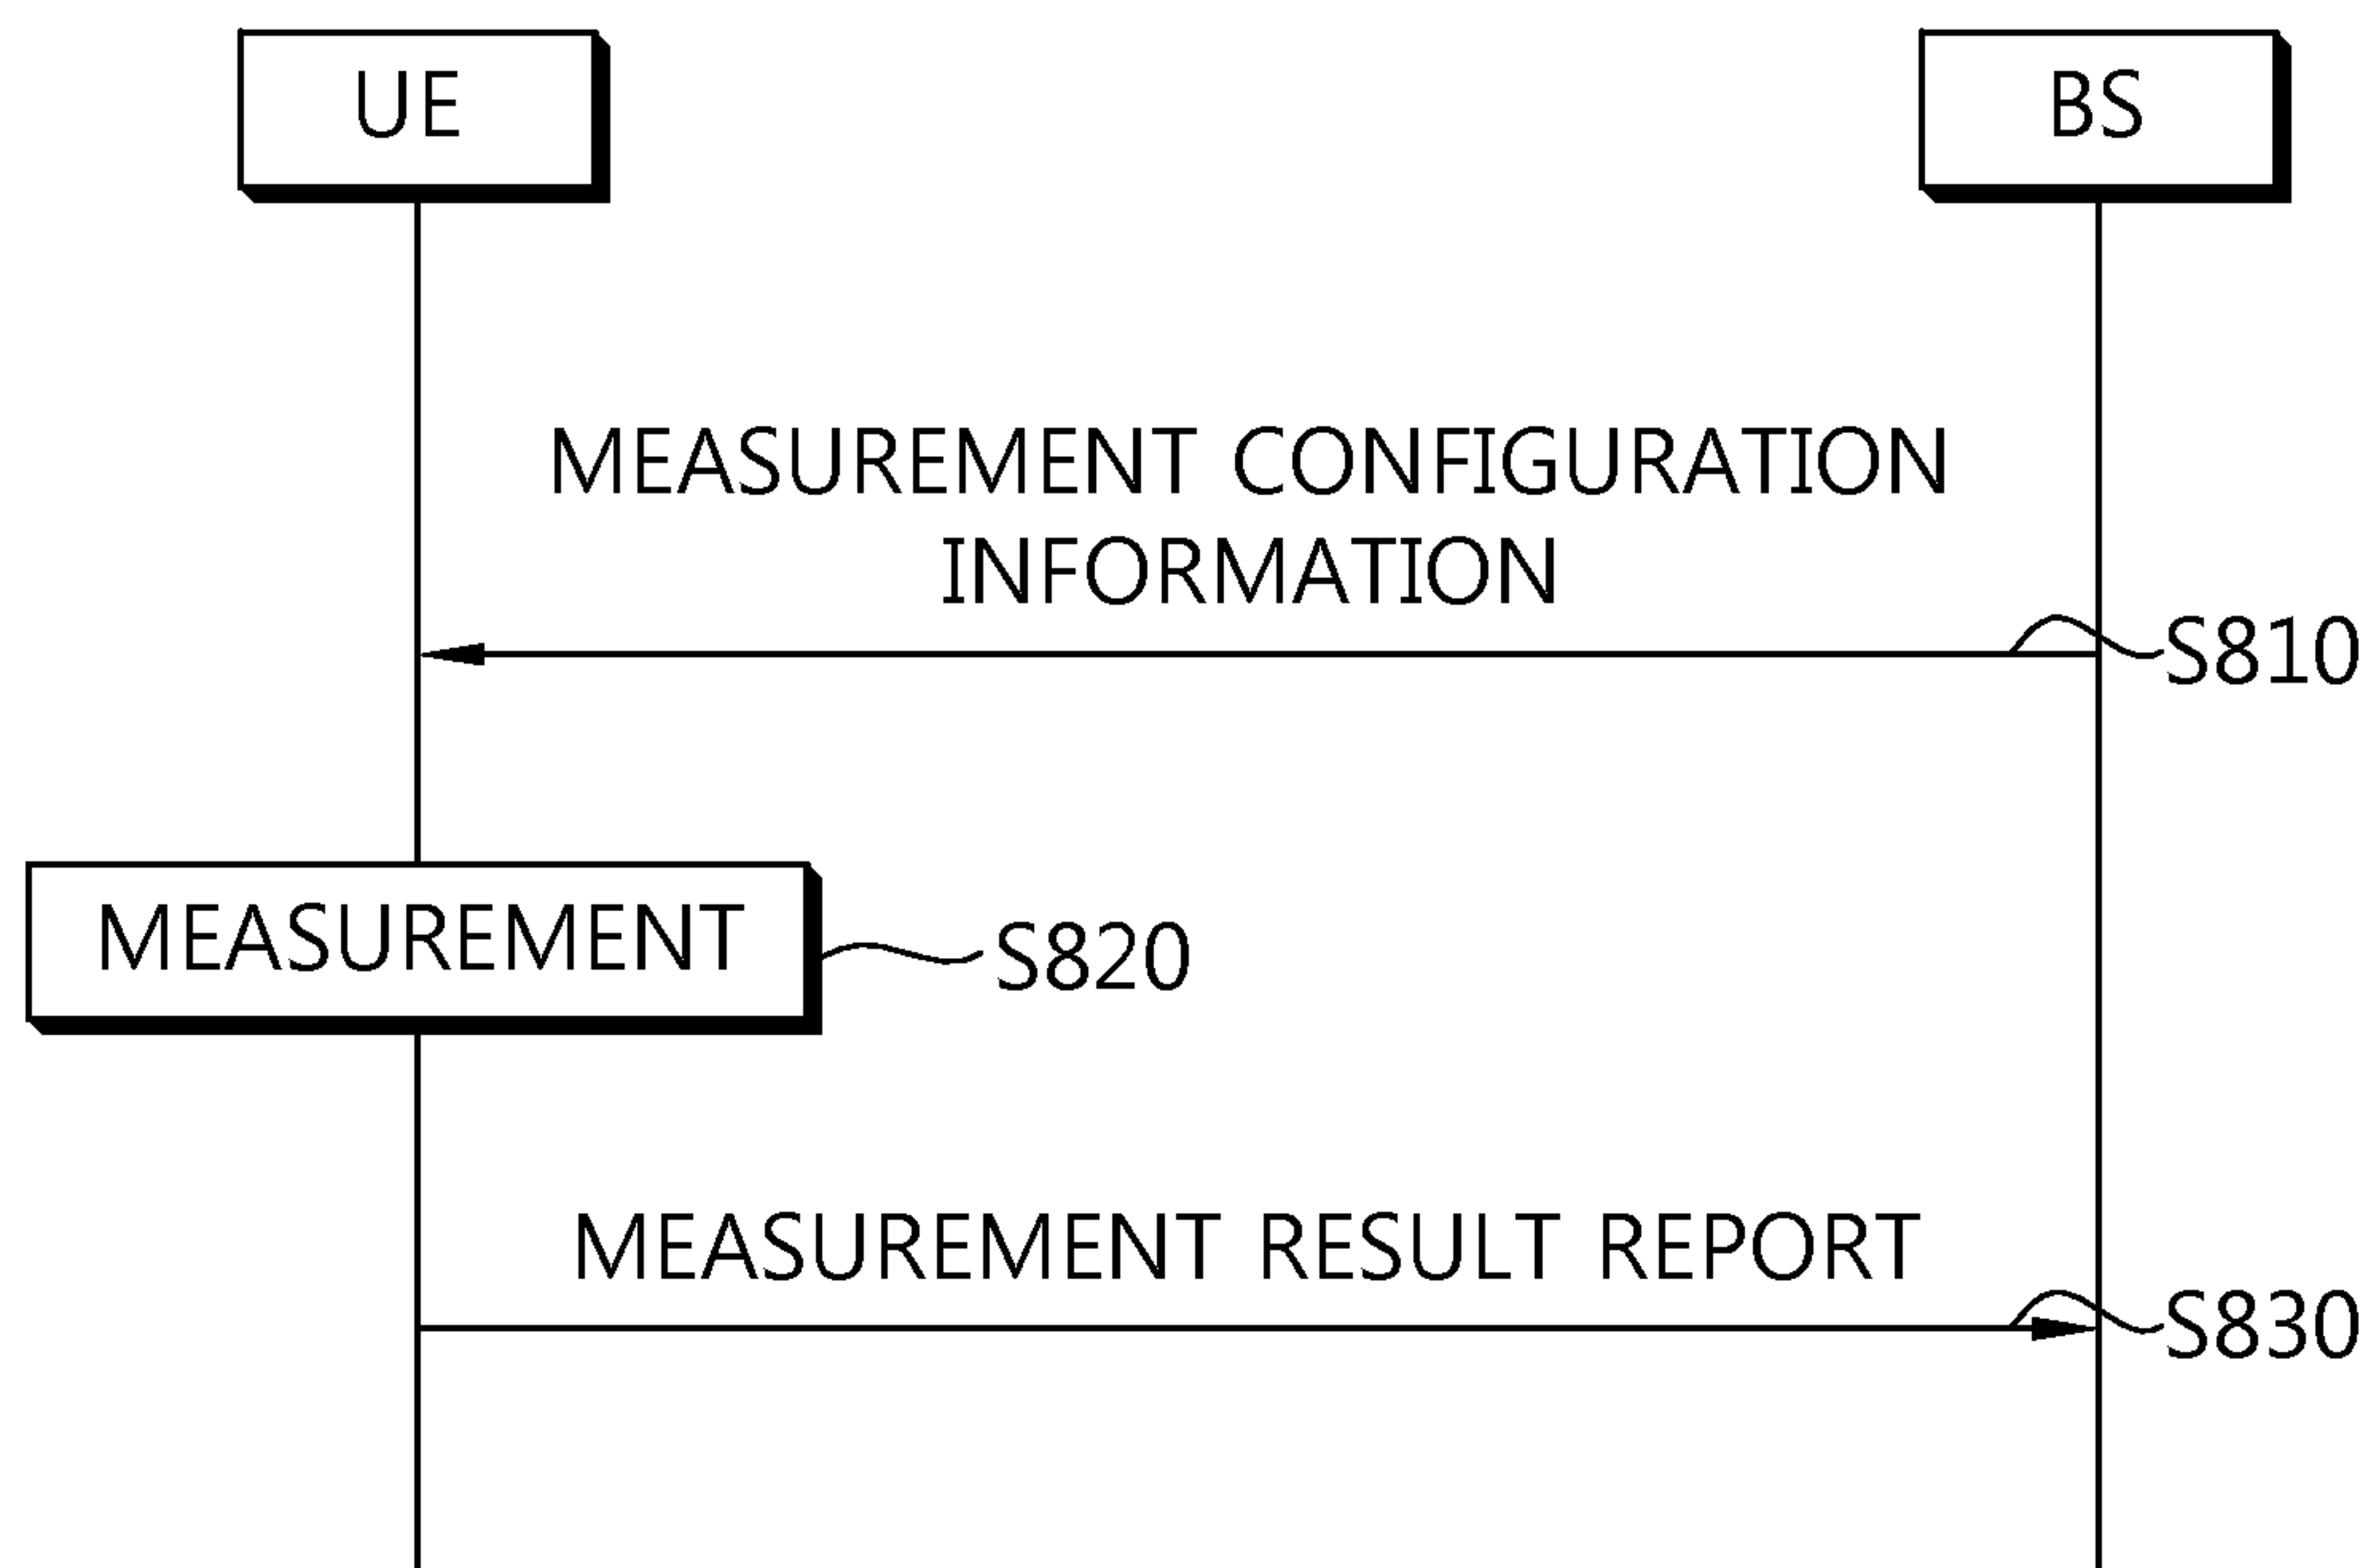 UE
BS
MEASUREMENT CONFIGURATION
INFORMATION
S810
MEASUREMENT
S820
MEASUREMENT RESULT REPORT
S830